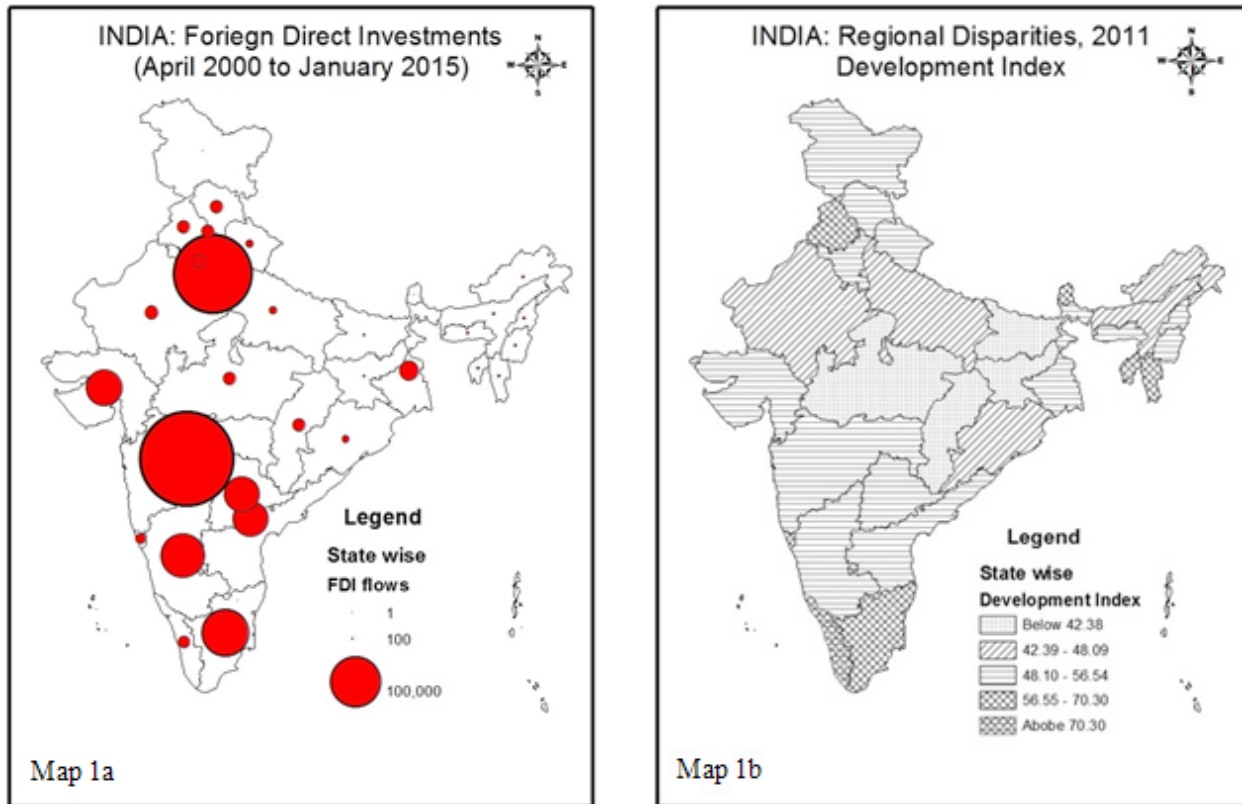 INDIA: Foriegn Direct Investments
(April 2000 to January 2015)
N
W E
S
Legend
State wise
FDI flows
1
100
100,000
Map 1a
INDIA: Regional Disparities, 2011
Development Index
N
W E
S
Legend
State wise
Development Index
Below 42.38
42.39 - 48.09
48.10 - 56.54
56.55 - 70.30
Abobe 70.30
Map 1b